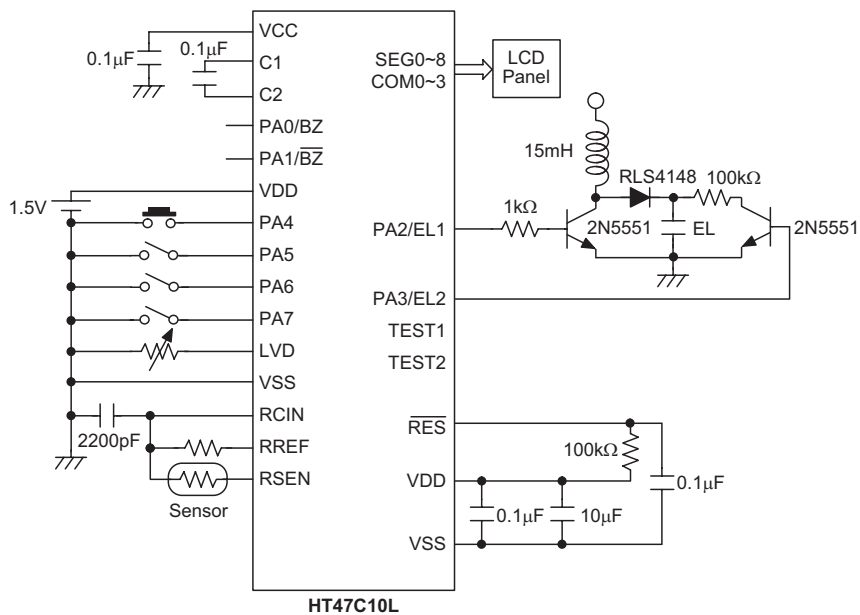 VCC
0.1µF
0.1µF
C1
C2
PA0/BZ
PA1/BZ
VDD
1.5V
PA4
PA5
PA6
PA7
LVD
VSS
RCIN
2200pF
RREF
RSEN
Sensor
SEG0~8
COM0~3
LCD
Panel
15mH
RLS4148
100kΩ
1kΩ
PA2/EL1
2N5551
EL
2N5551
PA3/EL2
TEST1
TEST2
RES
100kΩ
VDD
0.1µF
10µF
0.1µF
VSS
HT47C10L